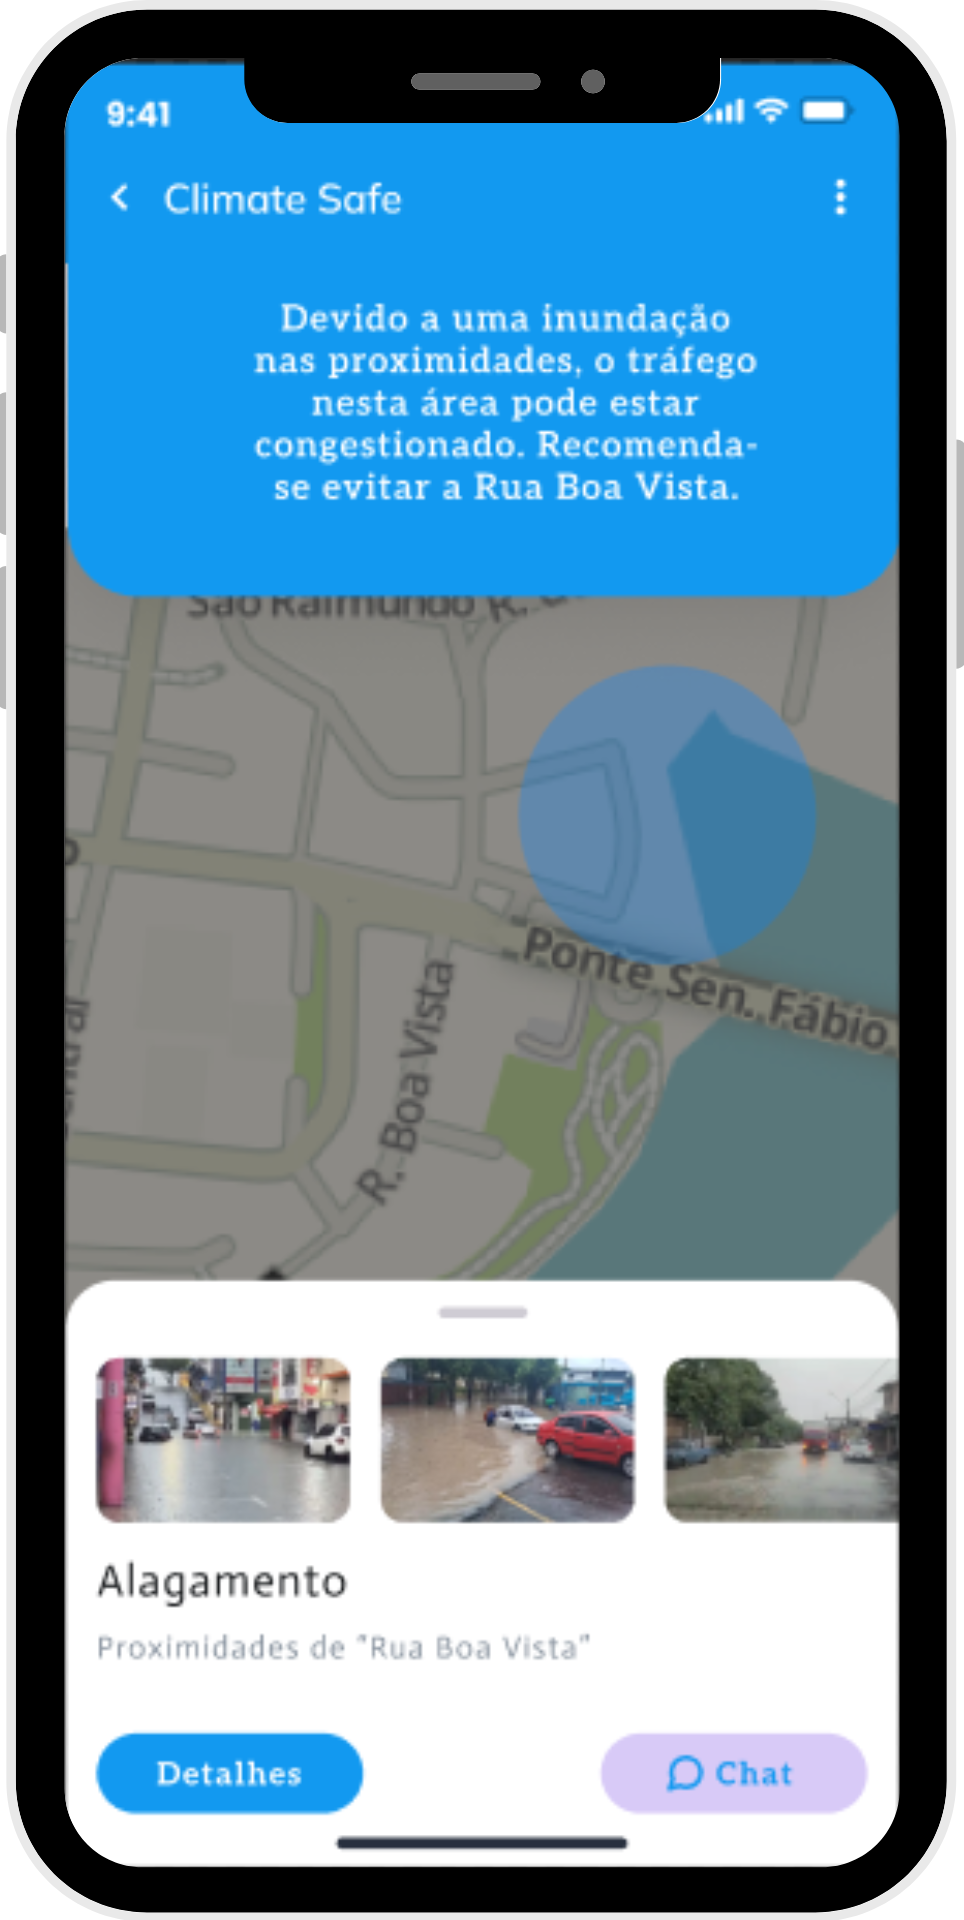 9:41
Climate Safe
Devido a uma inundação
nas proximidades, o tráfego
nesta área pode estar
congestionado. Recomenda-
se evitar a Rua Boa Vista.
São Raimundo R.
Ponte Sen. Fábio
R. Boa Vista
Alagamento
Proximidades de "Rua Boa Vista"
Detalhes
Chat